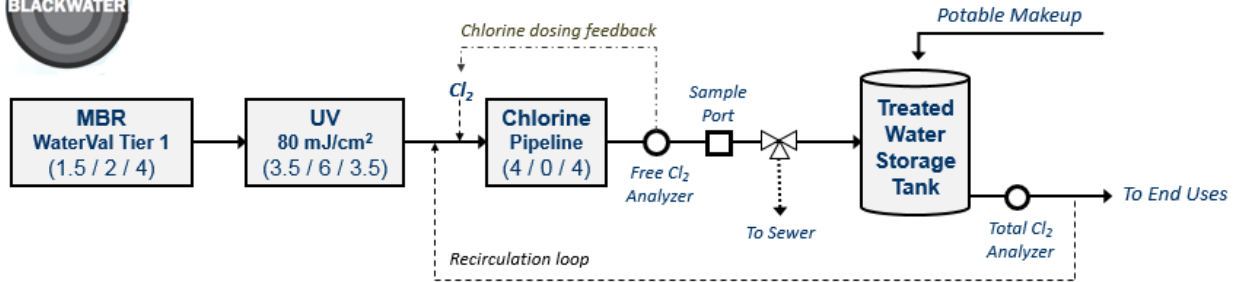 BLACKWATER
Potable Makeup
Chlorine dosing feedback
Cl₂
Sample
Port
MBR
WaterVal Tier 1
(1.5 / 2 / 4)
UV
80 mJ/cm²
(3.5 / 6 / 3.5)
Chlorine
Pipeline
(4 / 0 / 4)
Free Cl₂
Analyzer
To Sewer
Treated
Water
Storage
Tank
Total Cl₂
Analyzer
To End Uses
Recirculation loop